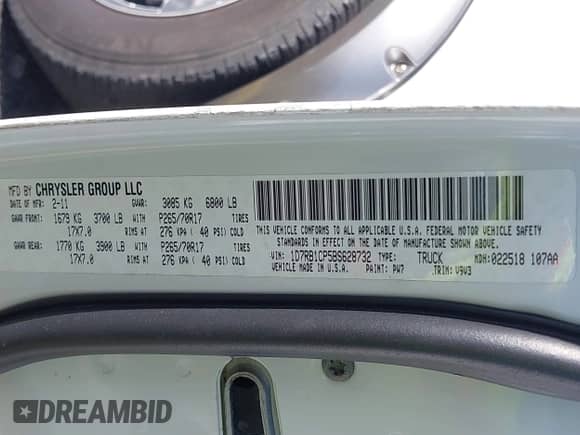 MFD BY CHRYSLER GROUP LLC
DATE OF MFR: 2-11 GVWR: 3085 KG 6800 LB
GAWR FRONT: 1679 KG 3700 LB WITH P265/70R17 TIRES
17X7.0 RIMS AT 276 KPA ( 40 PSI) COLD
GAWR REAR: 1770 KG 3900 LB WITH P265/70R17 TIRES
17X7.0 RIMS AT 276 KPA ( 40 PSI) COLD
THIS VEHICLE CONFORMS TO ALL APPLICABLE U.S.A. FEDERAL MOTOR VEHICLE SAFETY
STANDARDS IN EFFECT ON THE DATE OF MANUFACTURE SHOWN ABOVE.
VIN: 1D7RB1CP5BS628732 TYPE: TRUCK MDH: 022518 107AA
VEHICLE MADE IN U.S.A. PAINT: PW7 TRIM: V9V3
DREAMBID